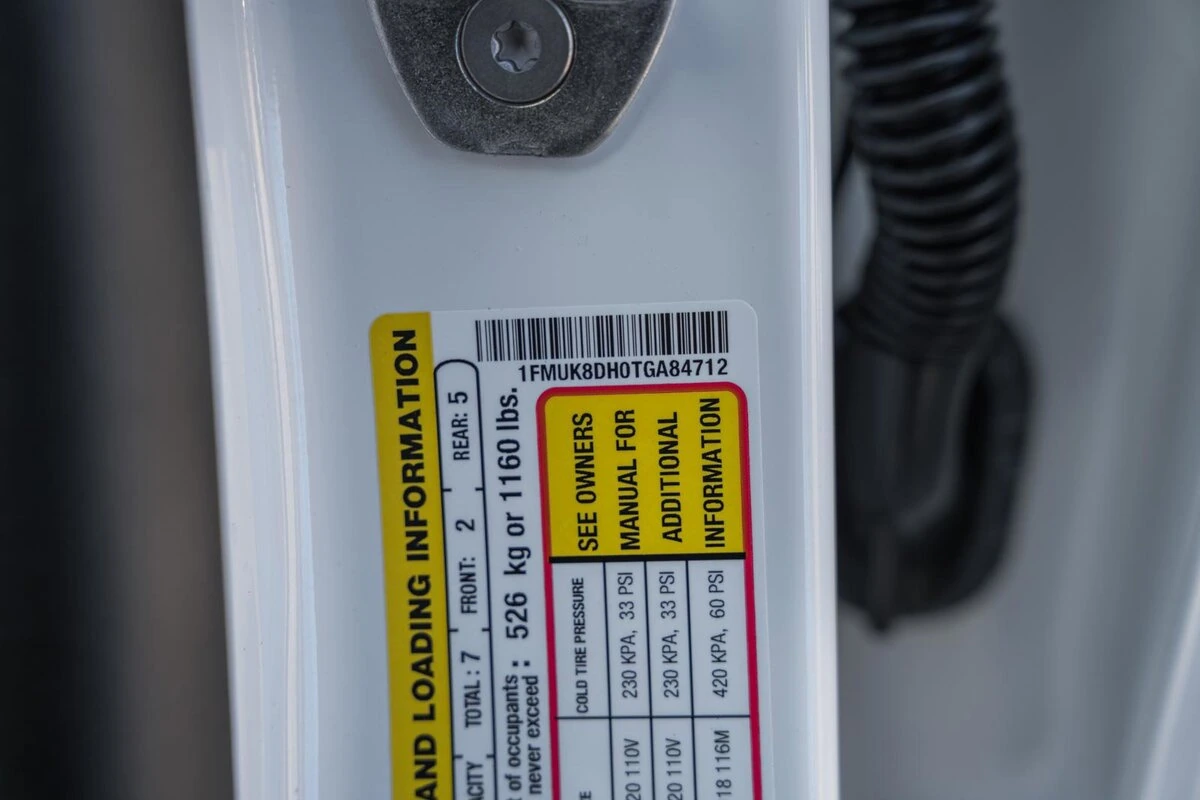 1FMUK8DH0TGA84712
AND LOADING INFORMATION
TOTAL : 7 FRONT: 2 REAR: 5
of occupants :
never exceed : 526 kg or 1160 lbs.
COLD TIRE PRESSURE
SEE OWNERS
MANUAL FOR
ADDITIONAL
INFORMATION
20 110V 230 KPA, 33 PSI
20 110V 230 KPA, 33 PSI
18 116M 420 KPA, 60 PSI